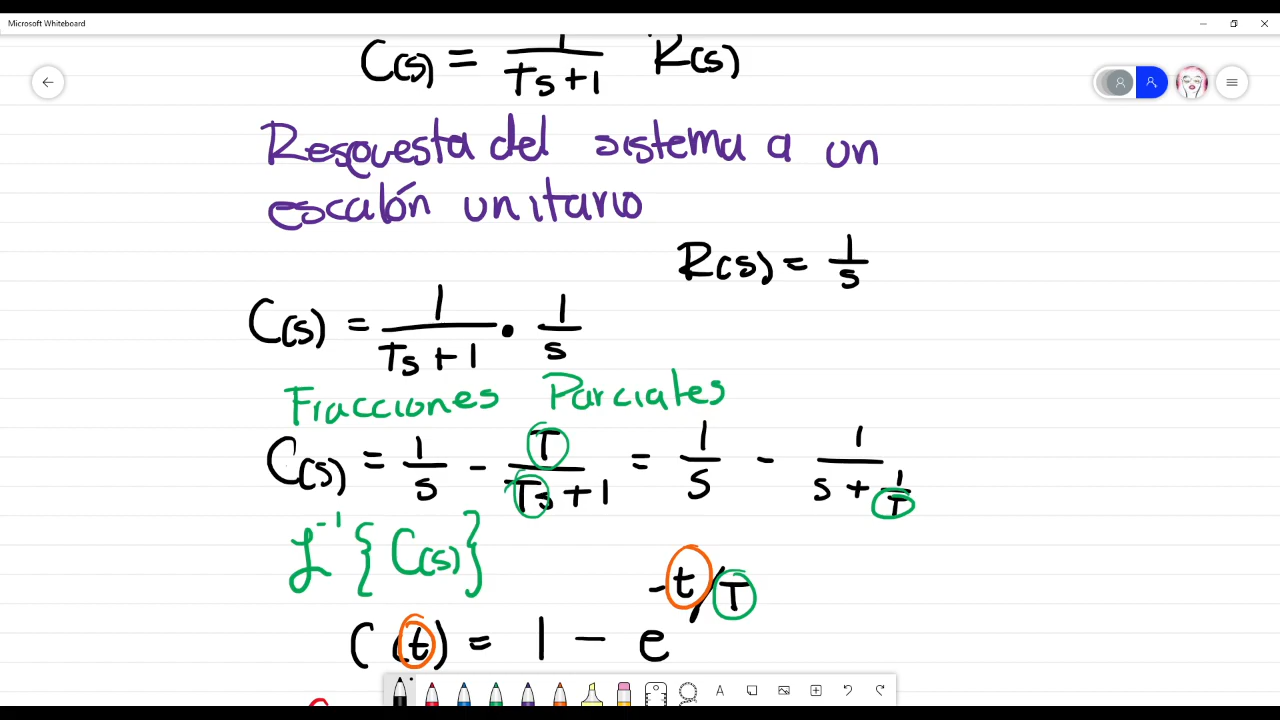 Microsoft Whiteboard
C(s) = 1/(Ts+1) R(s)
Respuesta del sistema a un
escalón unitario
R(s) = 1/s
C(s) = 1/(Ts+1) · 1/s
Fracciones Parciales
C(s) = 1/s - T/(Ts+1) = 1/s - 1/(s + 1/T)
ℒ⁻¹{C(s)}
C(t) = 1 - e^(-t/T)
A